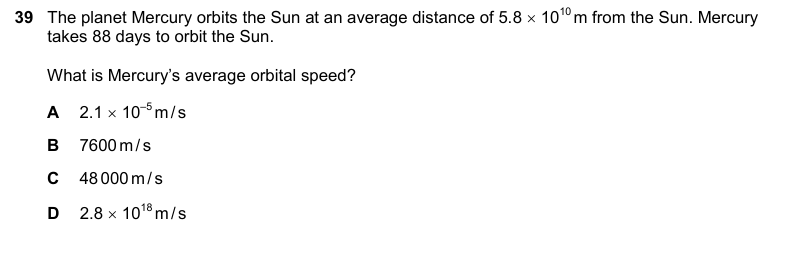 39 The planet Mercury orbits the Sun at an average distance of 5.8 × 10¹⁰ m from the Sun. Mercury
takes 88 days to orbit the Sun.
What is Mercury's average orbital speed?
A 2.1 × 10⁻⁵ m / s
B 7600 m / s
C 48 000 m / s
D 2.8 × 10¹⁸ m / s